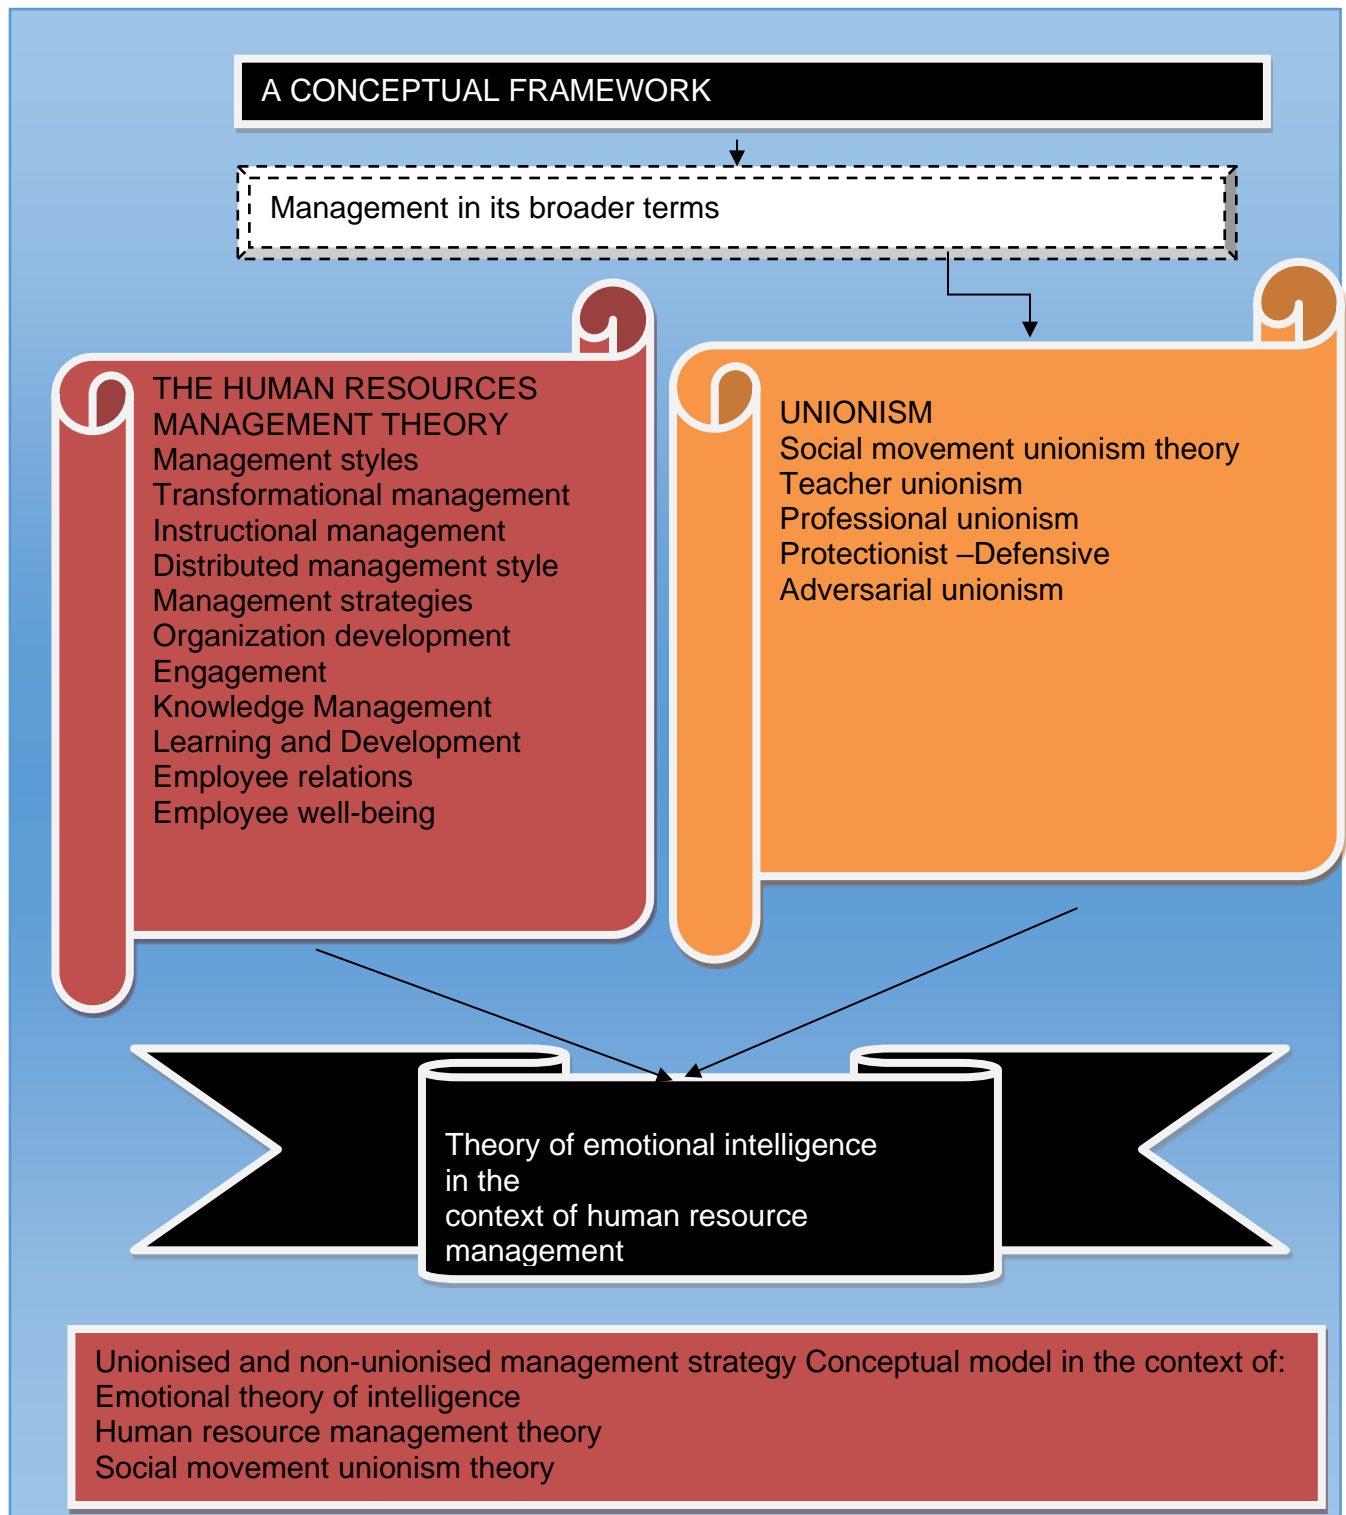 A CONCEPTUAL FRAMEWORK
Management in its broader terms
THE HUMAN RESOURCES
MANAGEMENT THEORY
Management styles
Transformational management
Instructional management
Distributed management style
Management strategies
Organization development
Engagement
Knowledge Management
Learning and Development
Employee relations
Employee well-being
UNIONISM
Social movement unionism theory
Teacher unionism
Professional unionism
Protectionist –Defensive
Adversarial unionism
Theory of emotional intelligence
in the
context of human resource
management
Unionised and non-unionised management strategy Conceptual model in the context of:
Emotional theory of intelligence
Human resource management theory
Social movement unionism theory